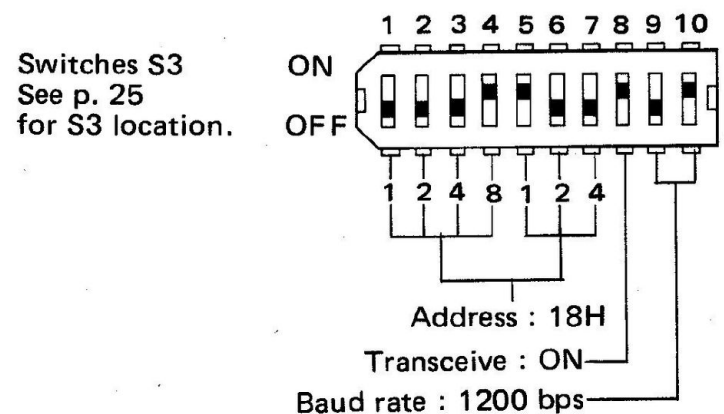 1 2 3 4 5 6 7 8 9 10
Switches S3
See p. 25
for S3 location.
ON
OFF
1 2 4 8 1 2 4
Address : 18H
Transceive : ON
Baud rate : 1200 bps